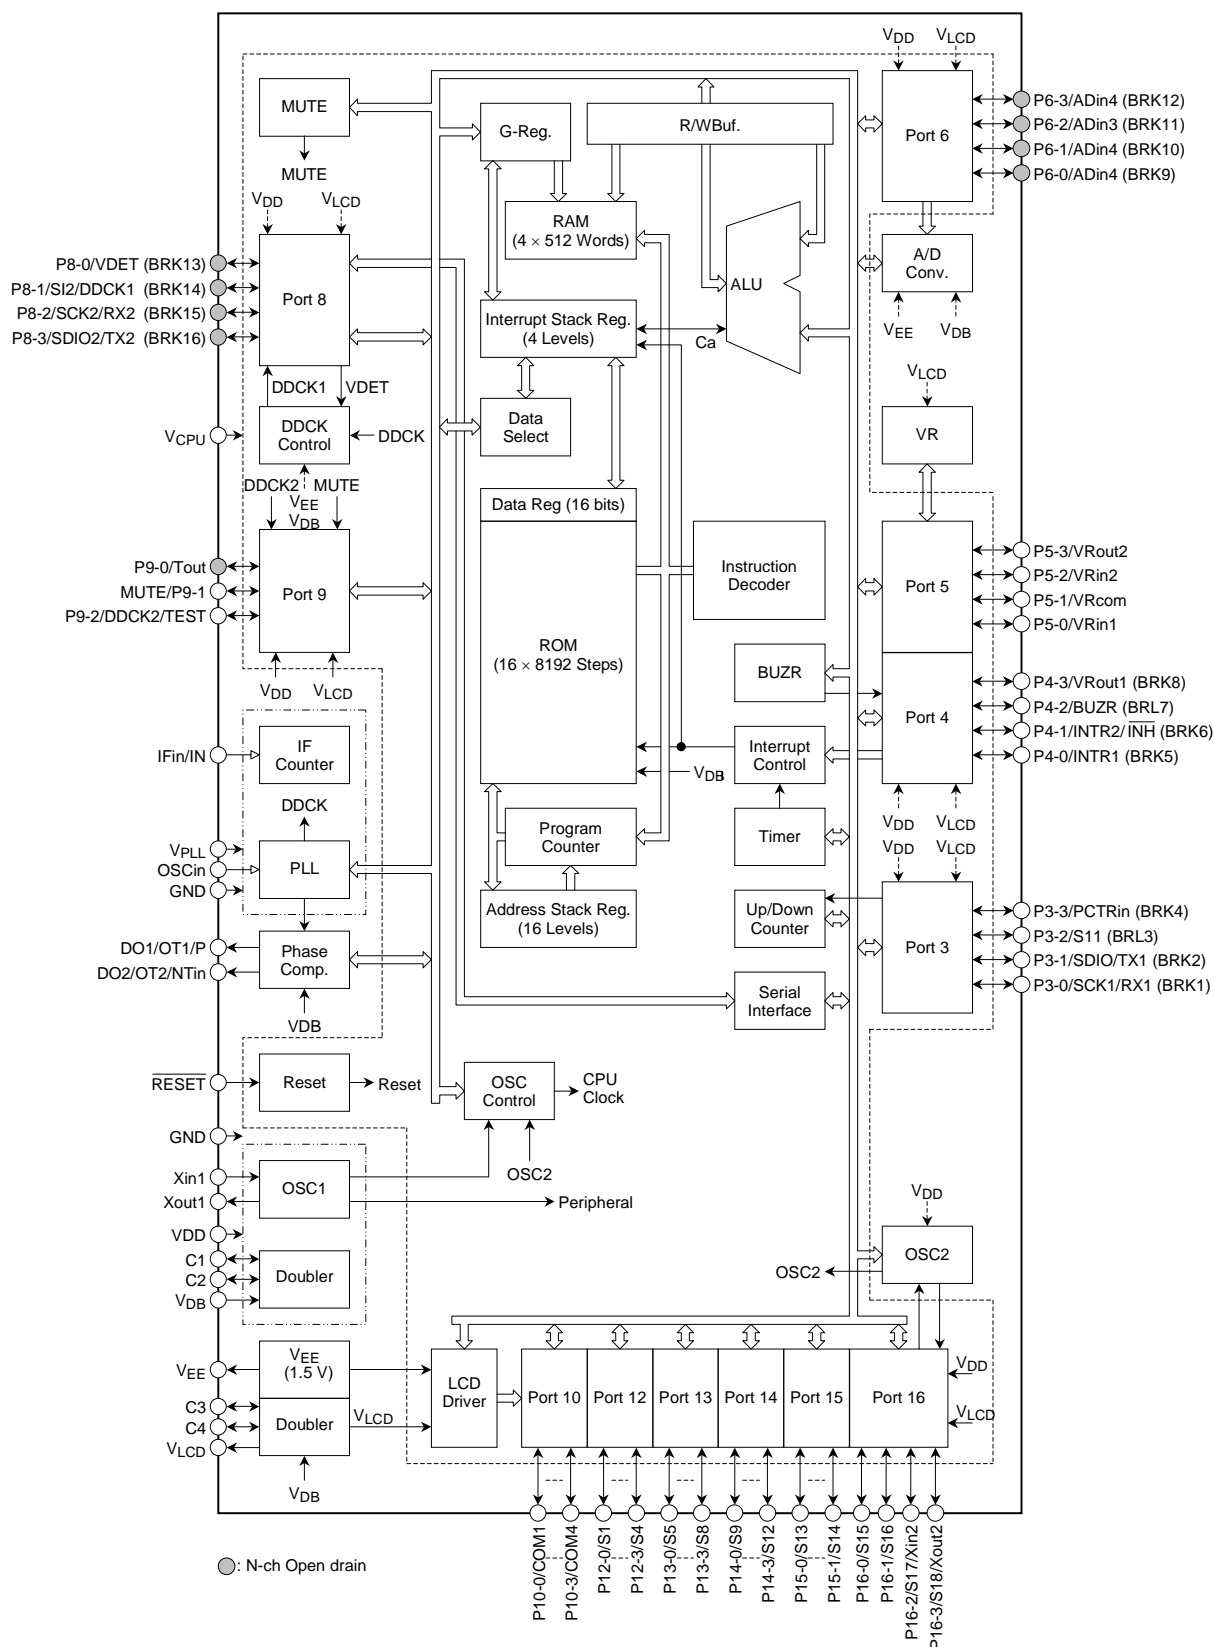 VDD
VLCD
MUTE
MUTE
G-Reg.
R/WBuf.
RAM
(4 × 512 Words)
ALU
Port 6
P6-3/ADin4 (BRK12)
P6-2/ADin3 (BRK11)
P6-1/ADin4 (BRK10)
P6-0/ADin4 (BRK9)
VDD
VLCD
P8-0/VDET (BRK13)
P8-1/SI2/DDCK1 (BRK14)
P8-2/SCK2/RX2 (BRK15)
P8-3/SDIO2/TX2 (BRK16)
Port 8
Interrupt Stack Reg.
(4 Levels)
Ca
A/D
Conv.
VEE
VDB
DDCK1
VDET
VCPU
DDCK
Control
DDCK
Data
Select
VLCD
VR
DDCK2
VEE
MUTE
VDB
Data Reg (16 bits)
ROM
(16 × 8192 Steps)
Instruction
Decoder
P9-0/Tout
MUTE/P9-1
P9-2/DDCK2/TEST
Port 9
VDD
VLCD
Port 5
P5-3/VRout2
P5-2/VRin2
P5-1/VRcom
P5-0/VRin1
BUZR
Port 4
P4-3/VRout1 (BRK8)
P4-2/BUZR (BRL7)
P4-1/INTR2/INH (BRK6)
P4-0/INTR1 (BRK5)
IFin/IN
IF
Counter
Interrupt
Control
VDB
DDCK
VPLL
OSCin
GND
PLL
Program
Counter
Timer
VDD
VLCD
VDD
VLCD
Address Stack Reg.
(16 Levels)
Up/Down
Counter
Port 3
P3-3/PCTRin (BRK4)
P3-2/S11 (BRL3)
P3-1/SDIO/TX1 (BRK2)
P3-0/SCK1/RX1 (BRK1)
DO1/OT1/P
DO2/OT2/NTin
Phase
Comp.
VDB
Serial
Interface
RESET
Reset
Reset
OSC
Control
CPU
Clock
OSC2
GND
Xin1
Xout1
OSC1
Peripheral
VDD
C1
C2
VDB
Doubler
VDD
OSC2
OSC2
VEE
VEE
(1.5 V)
C3
C4
VLCD
Doubler
VLCD
VDB
LCD
Driver
Port 10
Port 12
Port 13
Port 14
Port 15
Port 16
VDD
VLCD
P10-0/COM1
P10-3/COM4
P12-0/S1
P12-3/S4
P13-0/S5
P13-3/S8
P14-0/S9
P14-3/S12
P15-0/S13
P15-1/S14
P16-0/S15
P16-1/S16
P16-2/S17/Xin2
P16-3/S18/Xout2
: N-ch Open drain